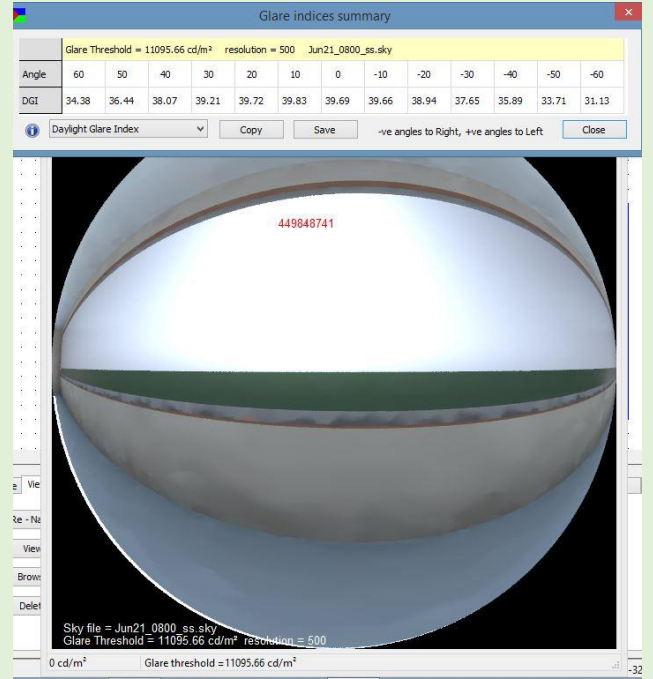 Glare indices summary
Glare Threshold = 11095.66 cd/m² resolution = 500 Jun21_0800_ss.sky
Angle 60 50 40 30 20 10 0 -10 -20 -30 -40 -50 -60
DGI 34.38 36.44 38.07 39.21 39.72 39.83 39.69 39.66 38.94 37.65 35.89 33.71 31.13
Daylight Glare Index Copy Save -ve angles to Right, +ve angles to Left Close
449848741
Vie
Re - Na
View
Brows
Delet
Sky file = Jun21_0800_ss.sky
Glare Threshold = 11095.66 cd/m² resolution = 500
0 cd/m² Glare threshold =11095.66 cd/m²
-32